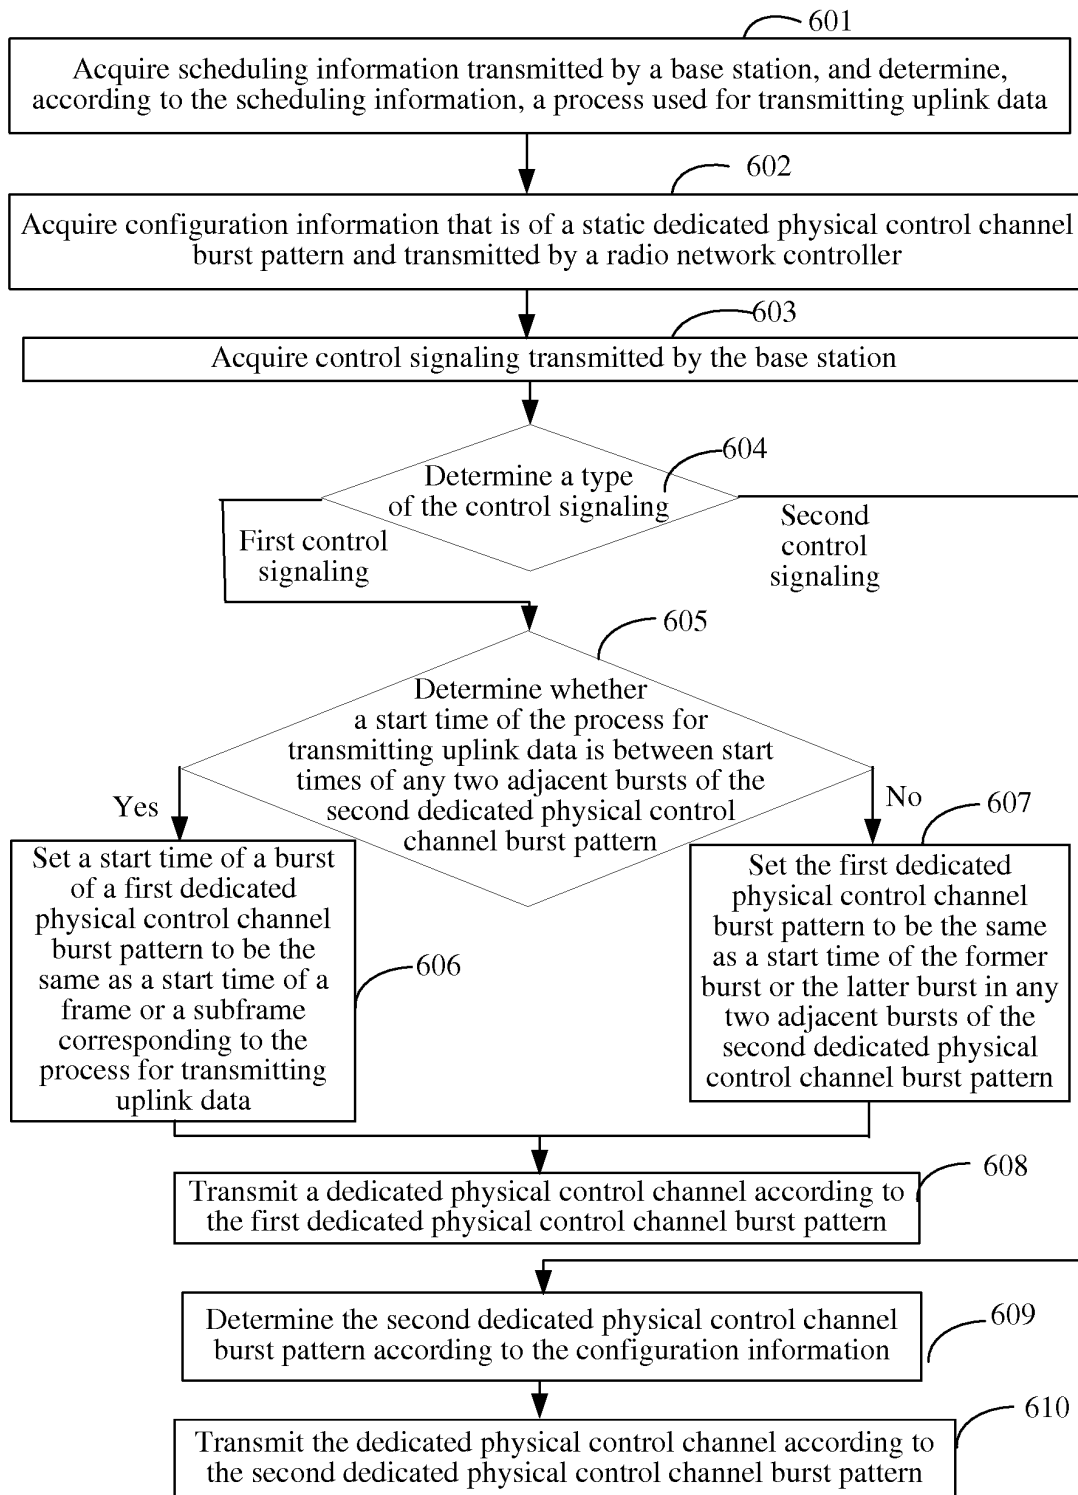 601
Acquire scheduling information transmitted by a base station, and determine,
according to the scheduling information, a process used for transmitting uplink data
602
Acquire configuration information that is of a static dedicated physical control channel
burst pattern and transmitted by a radio network controller
603
Acquire control signaling transmitted by the base station
604
Determine a type
of the control signaling
First control
signaling
Second
control
signaling
605
Determine whether
a start time of the process for
transmitting uplink data is between start
times of any two adjacent bursts of the
second dedicated physical control
channel burst pattern
Yes
No
606
Set a start time of a burst
of a first dedicated
physical control channel
burst pattern to be the
same as a start time of a
frame or a subframe
corresponding to the
process for transmitting
uplink data
607
Set the first dedicated
physical control channel
burst pattern to be the same
as a start time of the former
burst or the latter burst in any
two adjacent bursts of the
second dedicated physical
control channel burst pattern
608
Transmit a dedicated physical control channel according to
the first dedicated physical control channel burst pattern
609
Determine the second dedicated physical control channel
burst pattern according to the configuration information
610
Transmit the dedicated physical control channel according to
the second dedicated physical control channel burst pattern